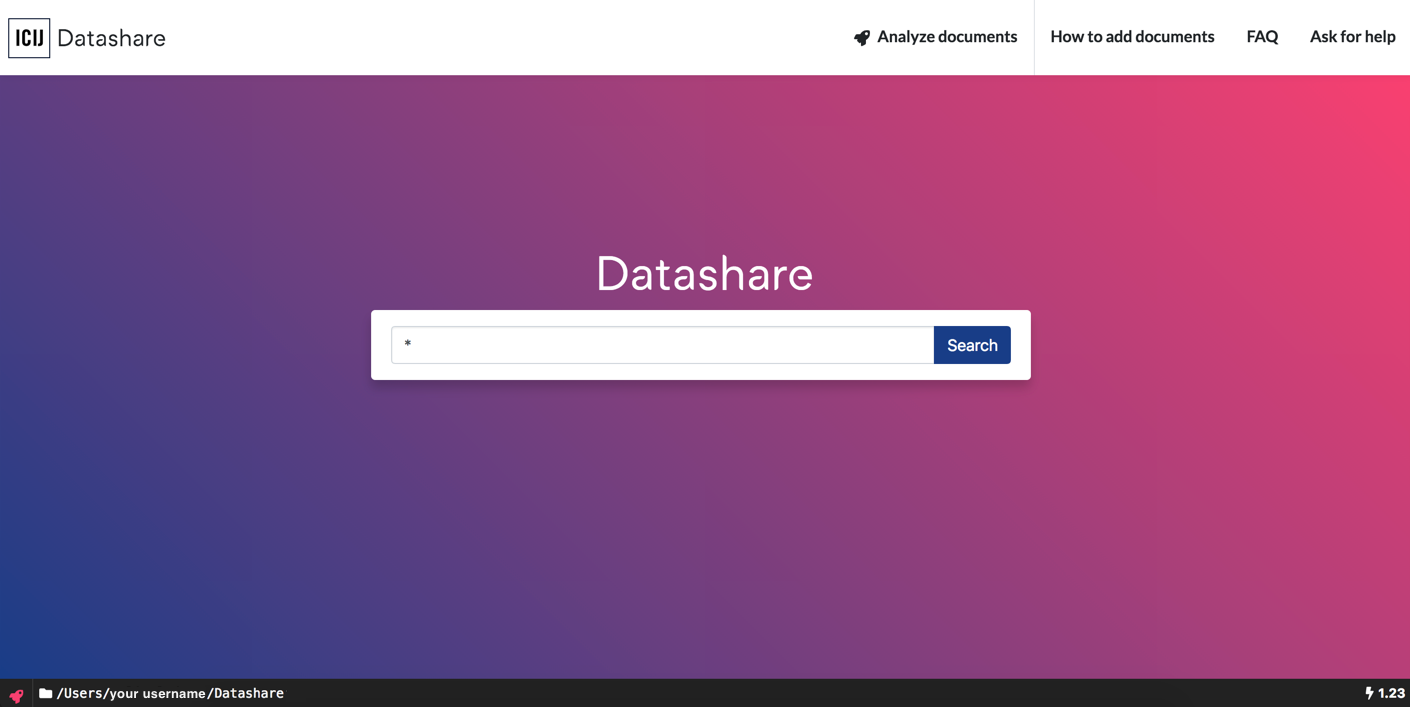 ICIJ Datashare
Analyze documents
How to add documents
FAQ
Ask for help
Datashare
*
Search
/Users/your username/Datashare
1.23